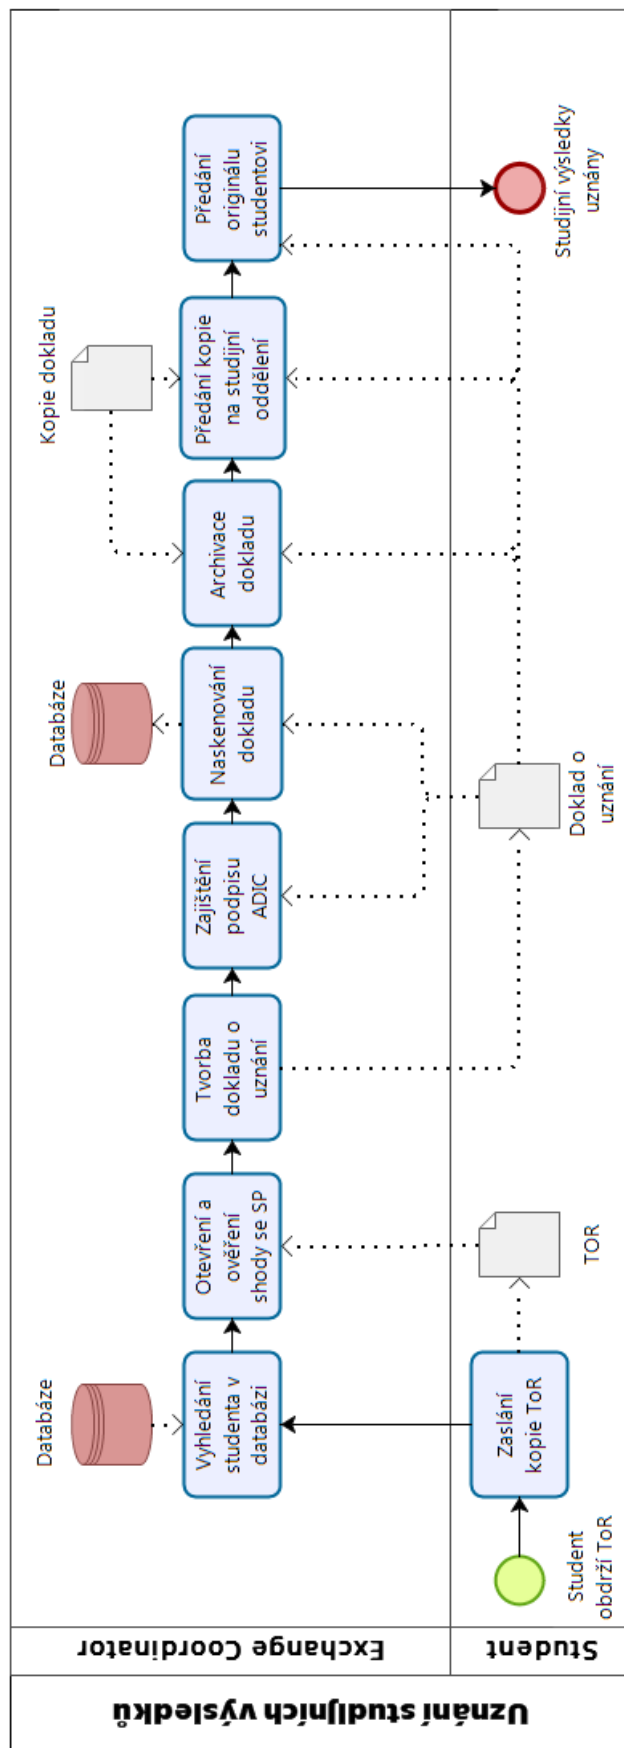 Uznání studijních výsledků
Exchange Coordinator
Student
Databáze
Databáze
Kopie dokladu
Vyhledání
studenta v
databázi
Otevření a
ověření
shody se SP
Tvorba
dokladu o
uznání
Zajištění
podpisu
ADIC
Naskenování
dokladu
Archivace
dokladu
Předání kopie
na studijní
oddělení
Předání
originálu
studentovi
Student
obdrží ToR
Zaslání
kopie ToR
TOR
Doklad o
uznání
Studijní výsledky
uznány